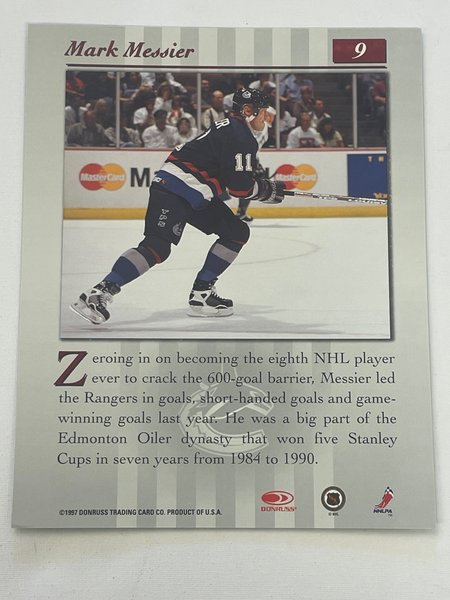 Mark Messier
9
MasterCard
M
MasterCard
11
Zeroing in on becoming the eighth NHL player
ever to crack the 600-goal barrier, Messier led
the Rangers in goals, short-handed goals and game-
winning goals last year. He was a big part of the
Edmonton Oiler dynasty that won five Stanley
Cups in seven years from 1984 to 1990.
©1997 DONRUSS TRADING CARD CO. PRODUCT OF U.S.A.
DONRUSS
© NHL
NHLPA